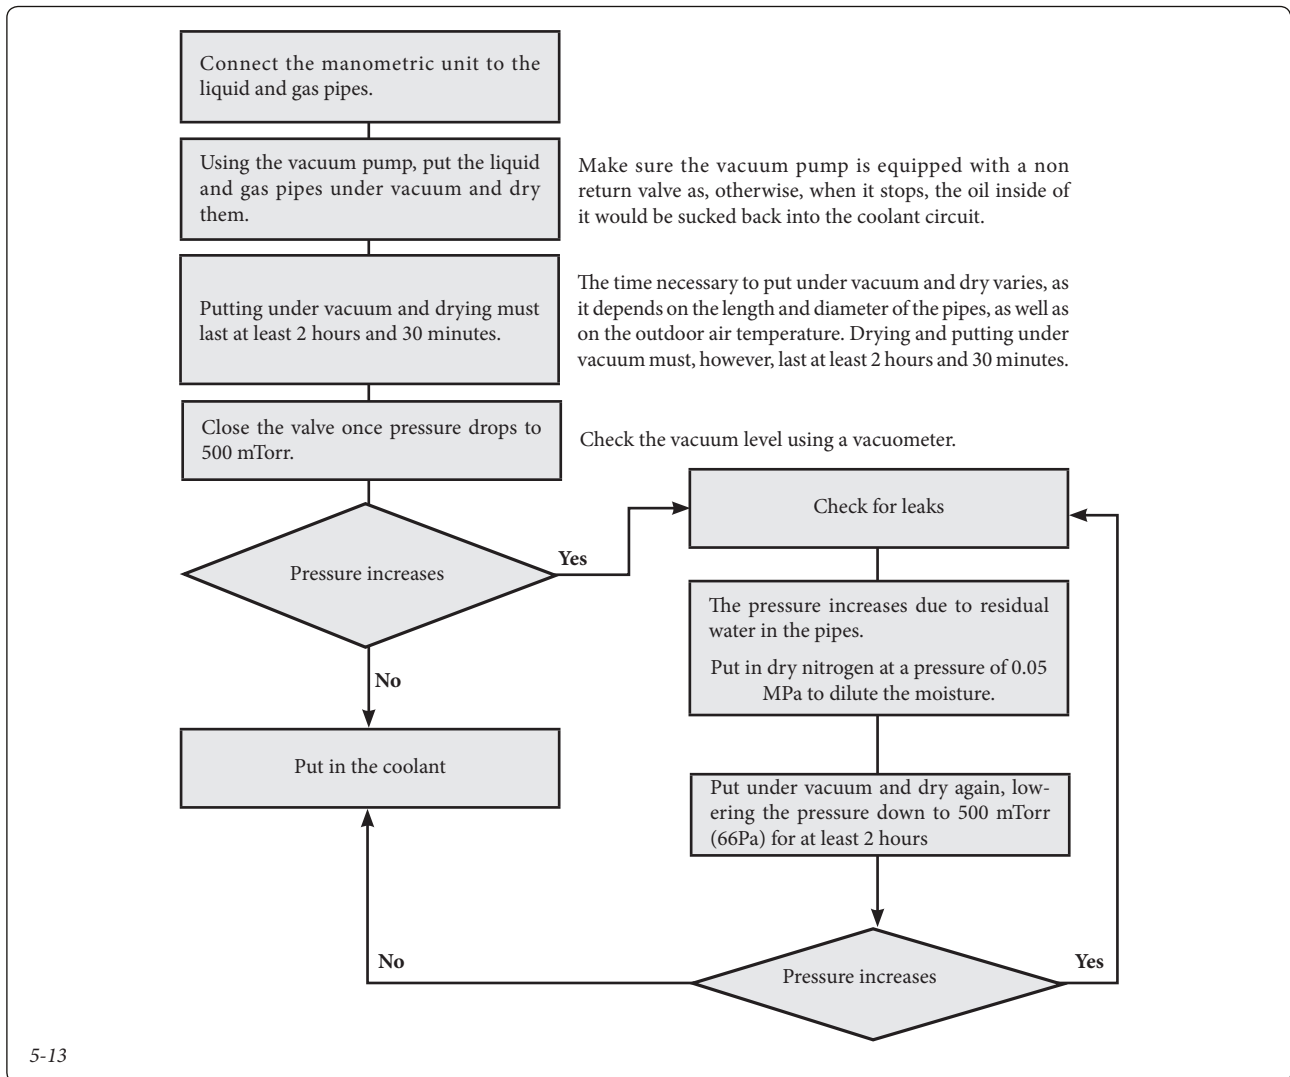 Connect the manometric unit to the
liquid and gas pipes.
Using the vacuum pump, put the liquid
and gas pipes under vacuum and dry
them.
Make sure the vacuum pump is equipped with a non
return valve as, otherwise, when it stops, the oil inside of
it would be sucked back into the coolant circuit.
Putting under vacuum and drying must
last at least 2 hours and 30 minutes.
The time necessary to put under vacuum and dry varies, as
it depends on the length and diameter of the pipes, as well as
on the outdoor air temperature. Drying and putting under
vacuum must, however, last at least 2 hours and 30 minutes.
Close the valve once pressure drops to
500 mTorr.
Check the vacuum level using a vacuometer.
Pressure increases
Yes
No
Check for leaks
The pressure increases due to residual
water in the pipes.
Put in dry nitrogen at a pressure of 0.05
MPa to dilute the moisture.
Put in the coolant
Put under vacuum and dry again, low-
ering the pressure down to 500 mTorr
(66Pa) for at least 2 hours
Pressure increases
No
Yes
5-13